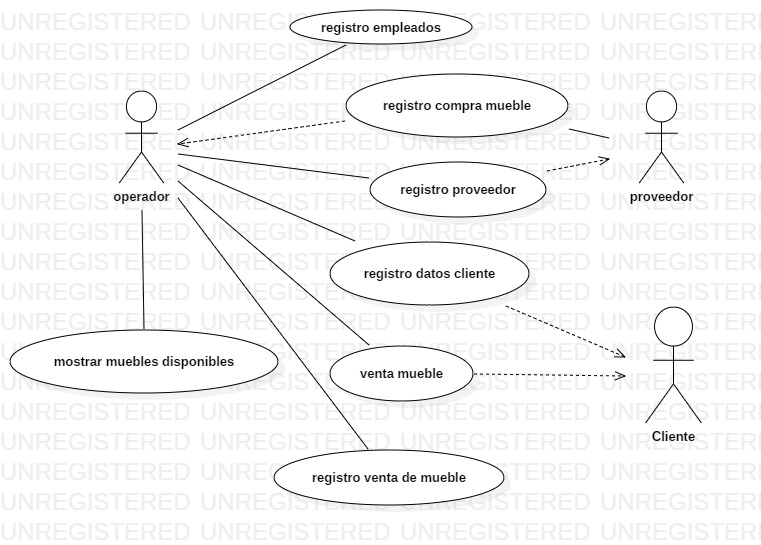 registro empleados
registro compra mueble
registro proveedor
operador
proveedor
registro datos cliente
mostrar muebles disponibles
venta mueble
Cliente
registro venta de mueble
UNREGISTERED